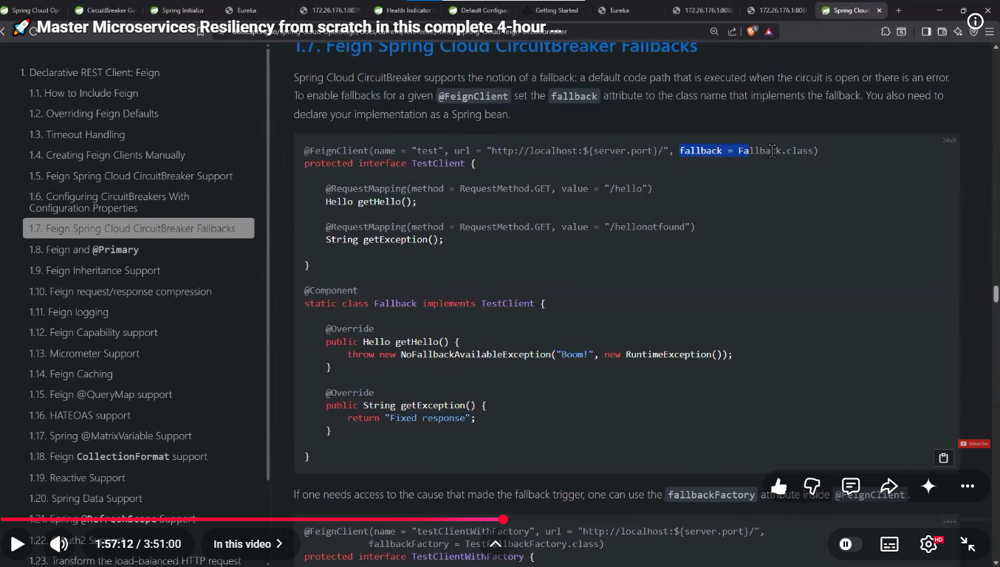 Spring Cloud Op
CircuitBreaker Ga
Spring Initializr
Eureka
172.26.176.1:807
Health Indicator
Default Configura
Getting Started
Eureka
172.26.176.1:808
172.26.176.1:808
Spring Cloud
🚀 Master Microservices Resiliency from scratch in this complete 4-hour ...
1.7. Feign Spring Cloud CircuitBreaker Fallbacks
1. Declarative REST Client: Feign
1.1. How to Include Feign
1.2. Overriding Feign Defaults
1.3. Timeout Handling
1.4. Creating Feign Clients Manually
1.5. Feign Spring Cloud CircuitBreaker Support
1.6. Configuring CircuitBreakers With
Configuration Properties
1.7. Feign Spring Cloud CircuitBreaker Fallbacks
1.8. Feign and @Primary
1.9. Feign Inheritance Support
1.10. Feign request/response compression
1.11. Feign logging
1.12. Feign Capability support
1.13. Micrometer Support
1.14. Feign Caching
1.15. Feign @QueryMap support
1.16. HATEOAS support
1.17. Spring @MatrixVariable Support
1.18. Feign CollectionFormat support
1.19. Reactive Support
1.20. Spring Data Support
1.21. Spring @RefreshScope Support
1.22. OAuth2 Support
1.23. Transform the load-balanced HTTP request
Spring Cloud CircuitBreaker supports the notion of a fallback: a default code path that is executed when the circuit is open or there is an error.
To enable fallbacks for a given @FeignClient set the fallback attribute to the class name that implements the fallback. You also need to
declare your implementation as a Spring bean.
JAVA
@FeignClient(name = "test", url = "http://localhost:${server.port}/", fallback = Fallback.class)
protected interface TestClient {
@RequestMapping(method = RequestMethod.GET, value = "/hello")
Hello getHello();
@RequestMapping(method = RequestMethod.GET, value = "/hellonotfound")
String getException();
}
@Component
static class Fallback implements TestClient {
@Override
public Hello getHello() {
throw new NoFallbackAvailableException("Boom!", new RuntimeException());
}
@Override
public String getException() {
return "Fixed response";
}
}
Subscribe
If one needs access to the cause that made the fallback trigger, one can use the fallbackFactory attribute inside @FeignClient.
JAVA
@FeignClient(name = "testClientWithFactory", url = "http://localhost:${server.port}/",
fallbackFactory = TestFallbackFactory.class)
protected interface TestClientWithFactory {
1:57:12 / 3:51:00
In this video
HD